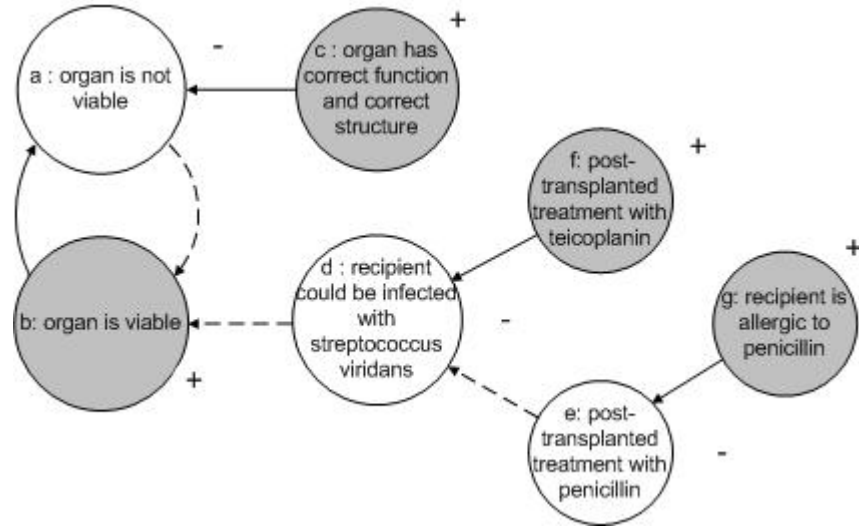 a : organ is not
viable
-
c : organ has
correct function
and correct
structure
+
f: post-
transplanted
treatment with
teicoplanin
+
b: organ is viable
+
d : recipient
could be infected
with
streptococcus
viridans
-
g: recipient is
allergic to
penicillin
+
e: post-
transplanted
treatment with
penicillin
-